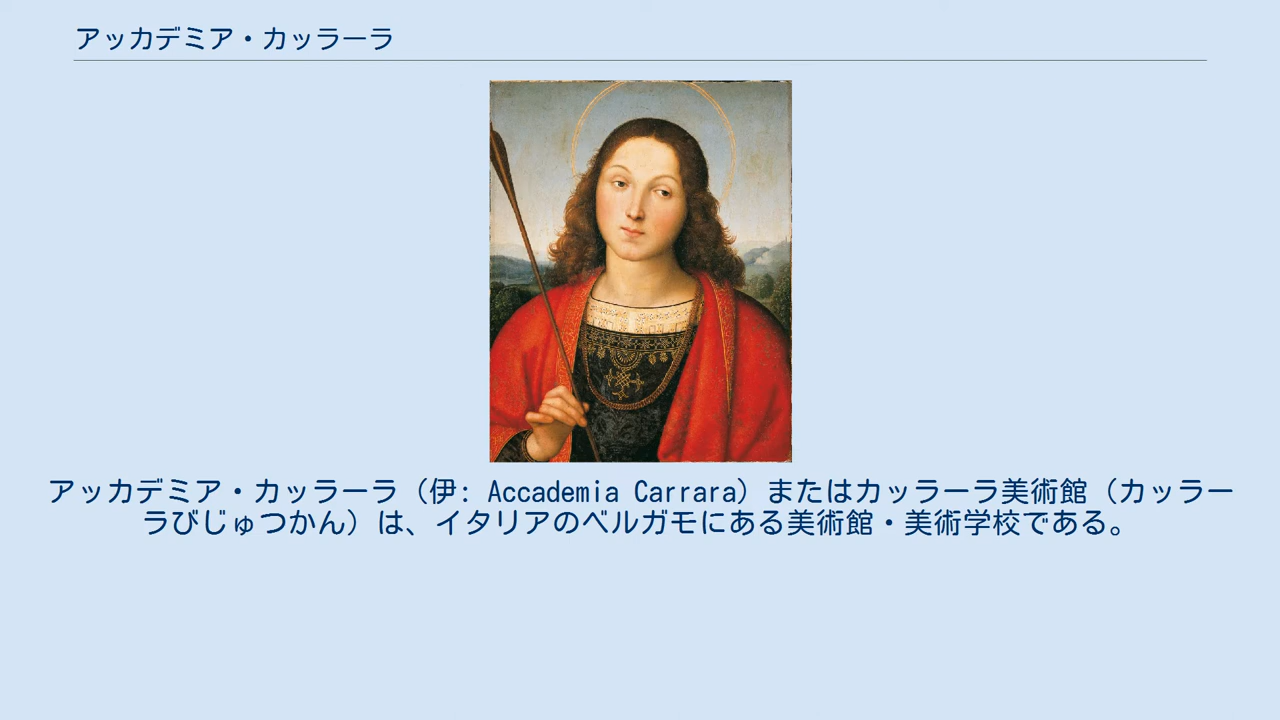 アッカデミア・カッラーラ
アッカデミア・カッラーラ（伊: Accademia Carrara）またはカッラーラ美術館（カッラー
ラびじゅつかん）は、イタリアのベルガモにある美術館・美術学校である。